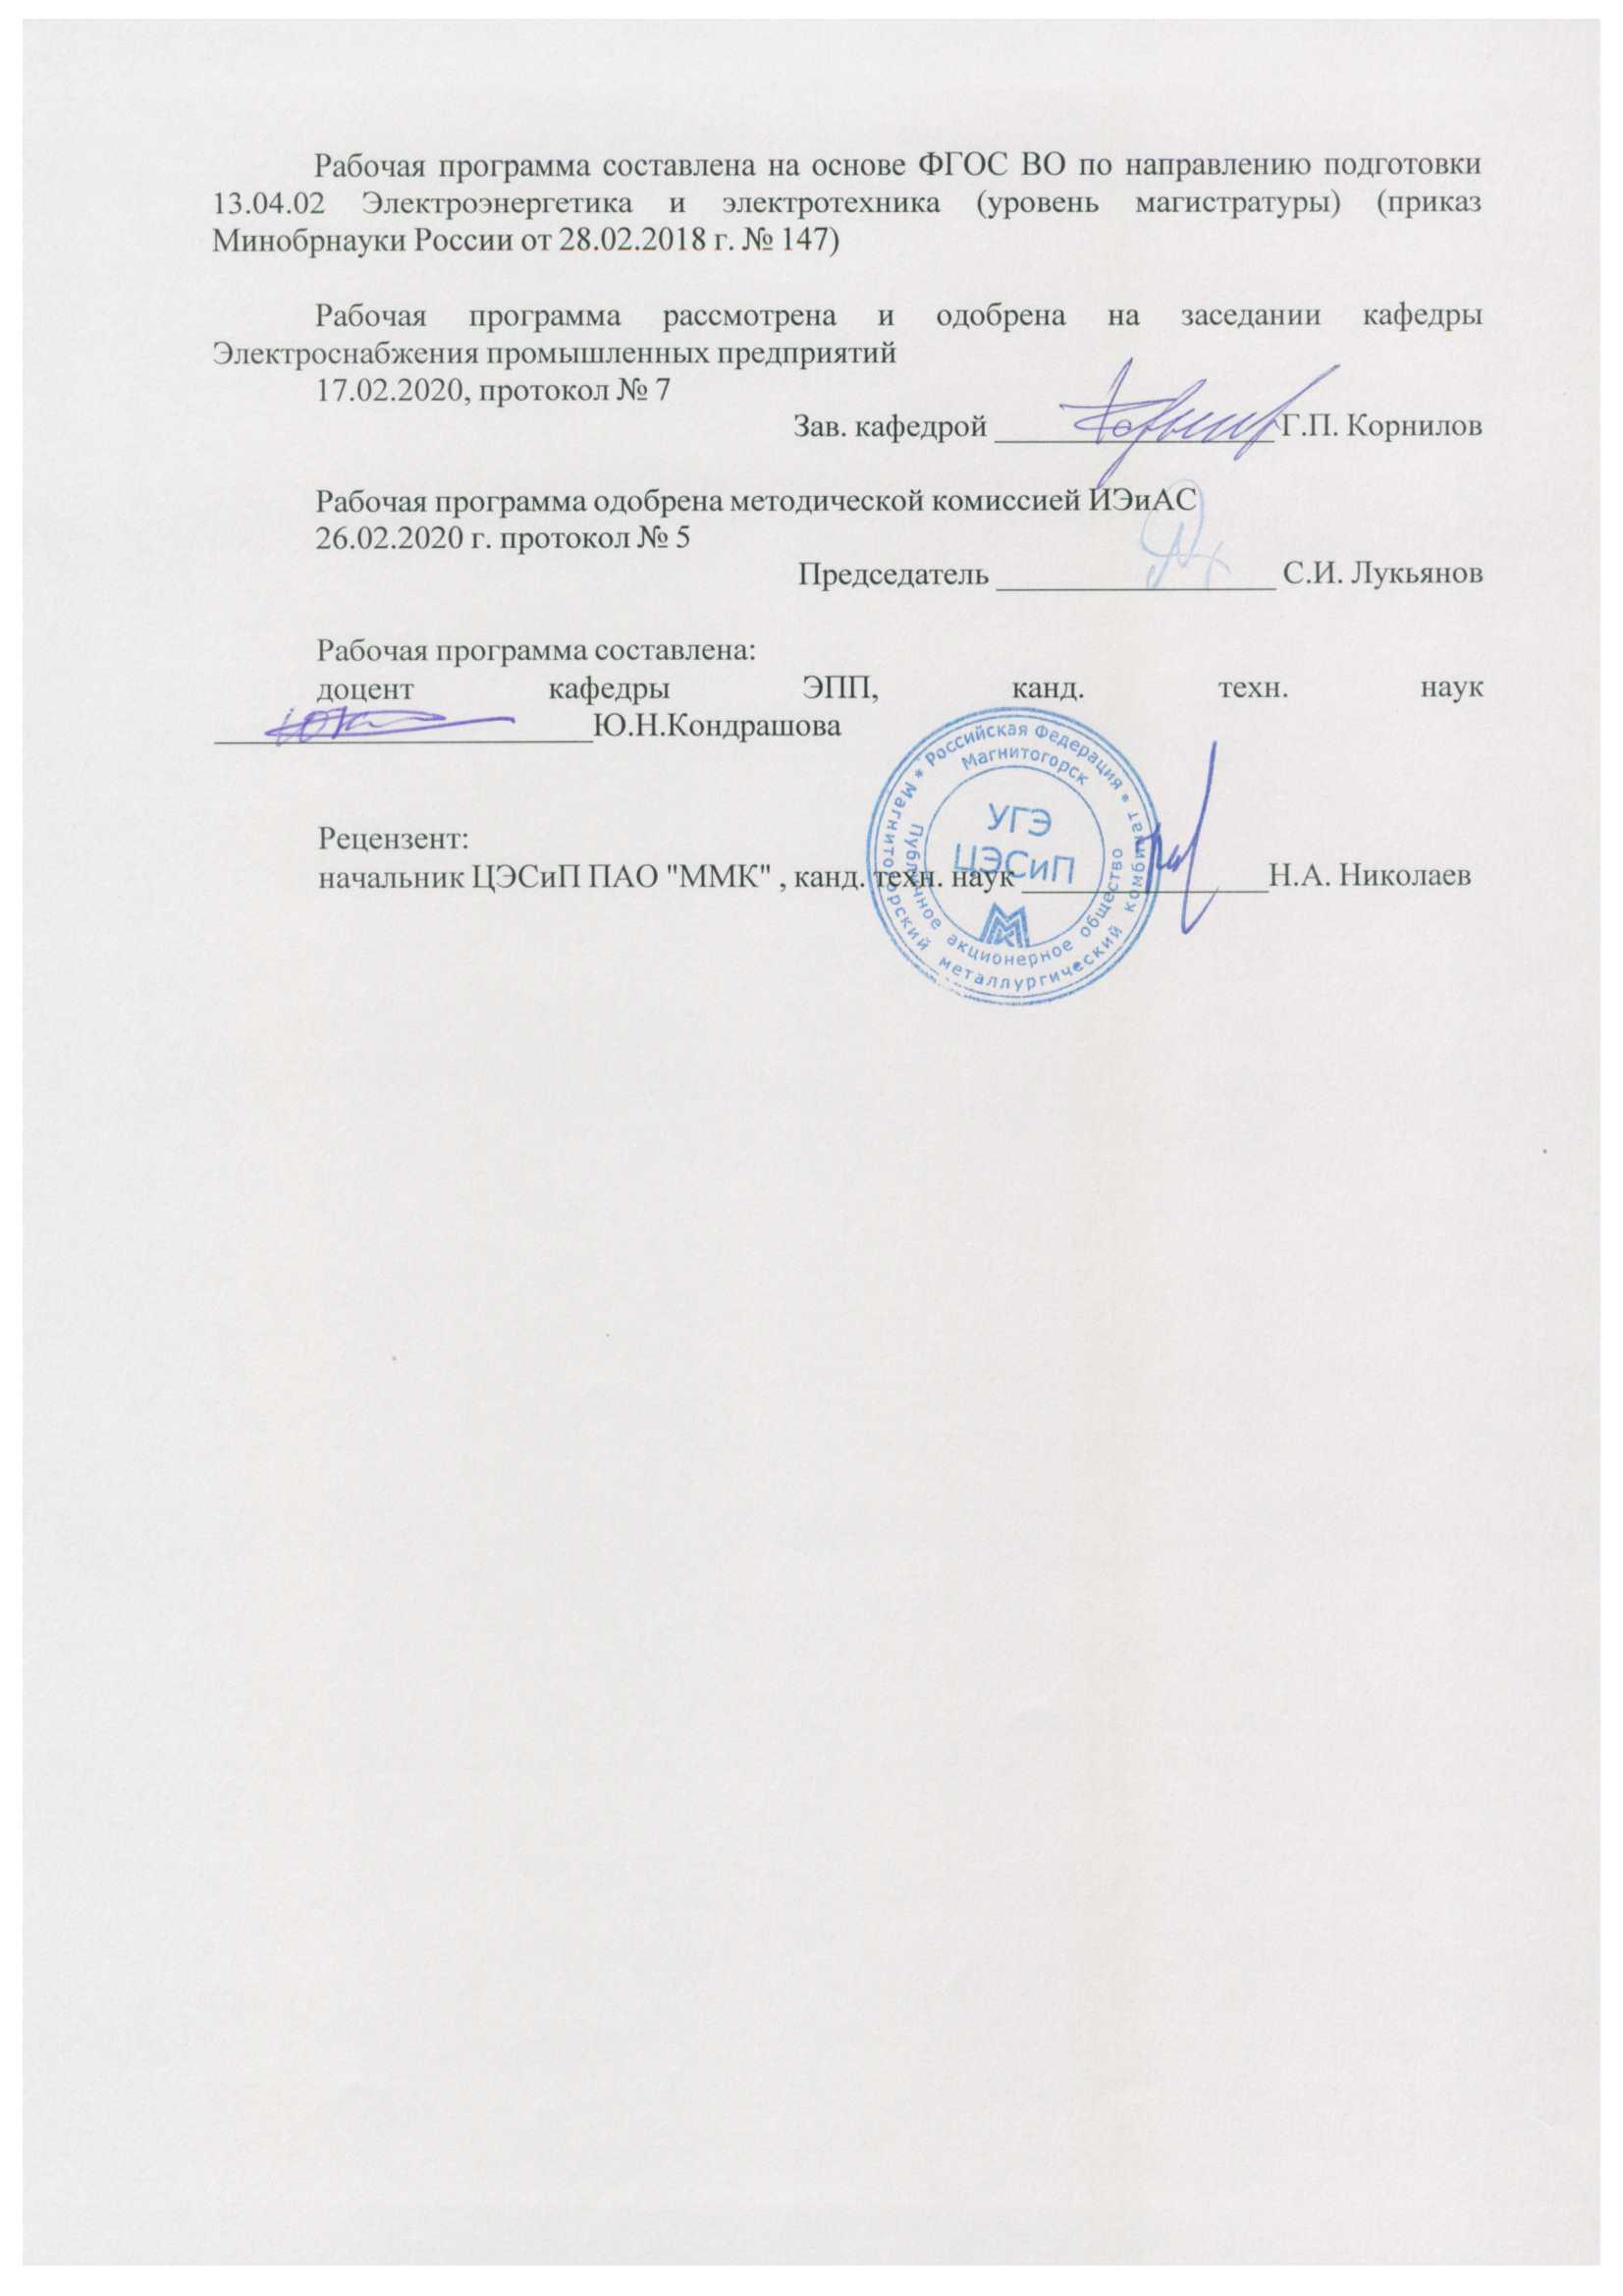 Рабочая программа составлена на основе ФГОС ВО по направлению подготовки
13.04.02 Электроэнергетика и электротехника (уровень магистратуры) (приказ
Минобрнауки России от 28.02.2018 г. № 147)
Рабочая программа рассмотрена и одобрена на заседании кафедры
Электроснабжения промышленных предприятий
17.02.2020, протокол № 7
Зав. кафедрой ____________________Г.П. Корнилов
Рабочая программа одобрена методической комиссией ИЭиАС
26.02.2020 г. протокол № 5
Председатель ____________________ С.И. Лукьянов
Рабочая программа составлена:
доцент кафедры ЭПП, канд. техн. наук
___________________________Ю.Н.Кондрашова
Рецензент:
начальник ЦЭСиП ПАО "ММК" , канд. техн. наук __________________Н.А. Николаев
* Российская Федерация * Магнитогорский металлургический комбинат
Магнитогорск
Публичное акционерное общество
УГЭ
ЦЭСиП